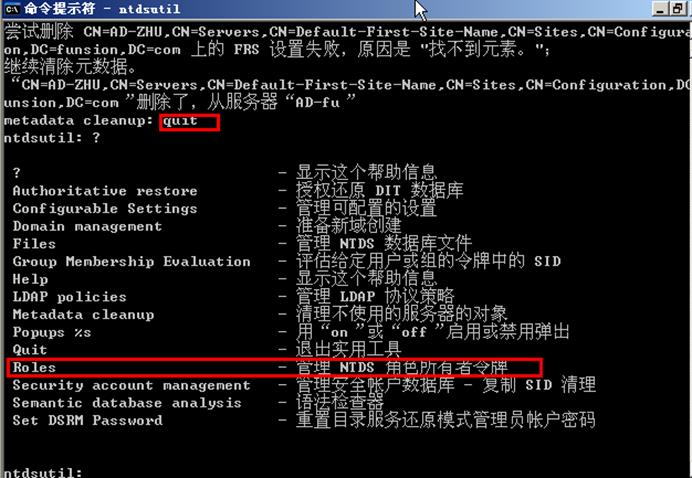 命令提示符 - ntdsutil
尝试删除 CN=AD-ZHU,CN=Servers,CN=Default-First-Site-Name,CN=Sites,CN=Configura
on,DC=funsion,DC=com 上的 FRS 设置失败，原因是 "找不到元素。";
继续清除元数据。
“CN=AD-ZHU,CN=Servers,CN=Default-First-Site-Name,CN=Sites,CN=Configuration,DC
unsion,DC=com ”删除了，从服务器“AD-fu ”
metadata cleanup: quit
ntdsutil: ?
? - 显示这个帮助信息
Authoritative restore - 授权还原 DIT 数据库
Configurable Settings - 管理可配置的设置
Domain management - 准备新域创建
Files - 管理 NTDS 数据库文件
Group Membership Evaluation - 评估给定用户或组的令牌中的 SID
Help - 显示这个帮助信息
LDAP policies - 管理 LDAP 协议策略
Metadata cleanup - 清理不使用的服务器的对象
Popups %s - 用“on ”或“off ”启用或禁用弹出
Quit - 退出实用工具
Roles - 管理 NTDS 角色所有者令牌
Security account management - 管理安全帐户数据库 - 复制 SID 清理
Semantic database analysis - 语法检查器
Set DSRM Password - 重置目录服务还原模式管理员帐户密码
ntdsutil: